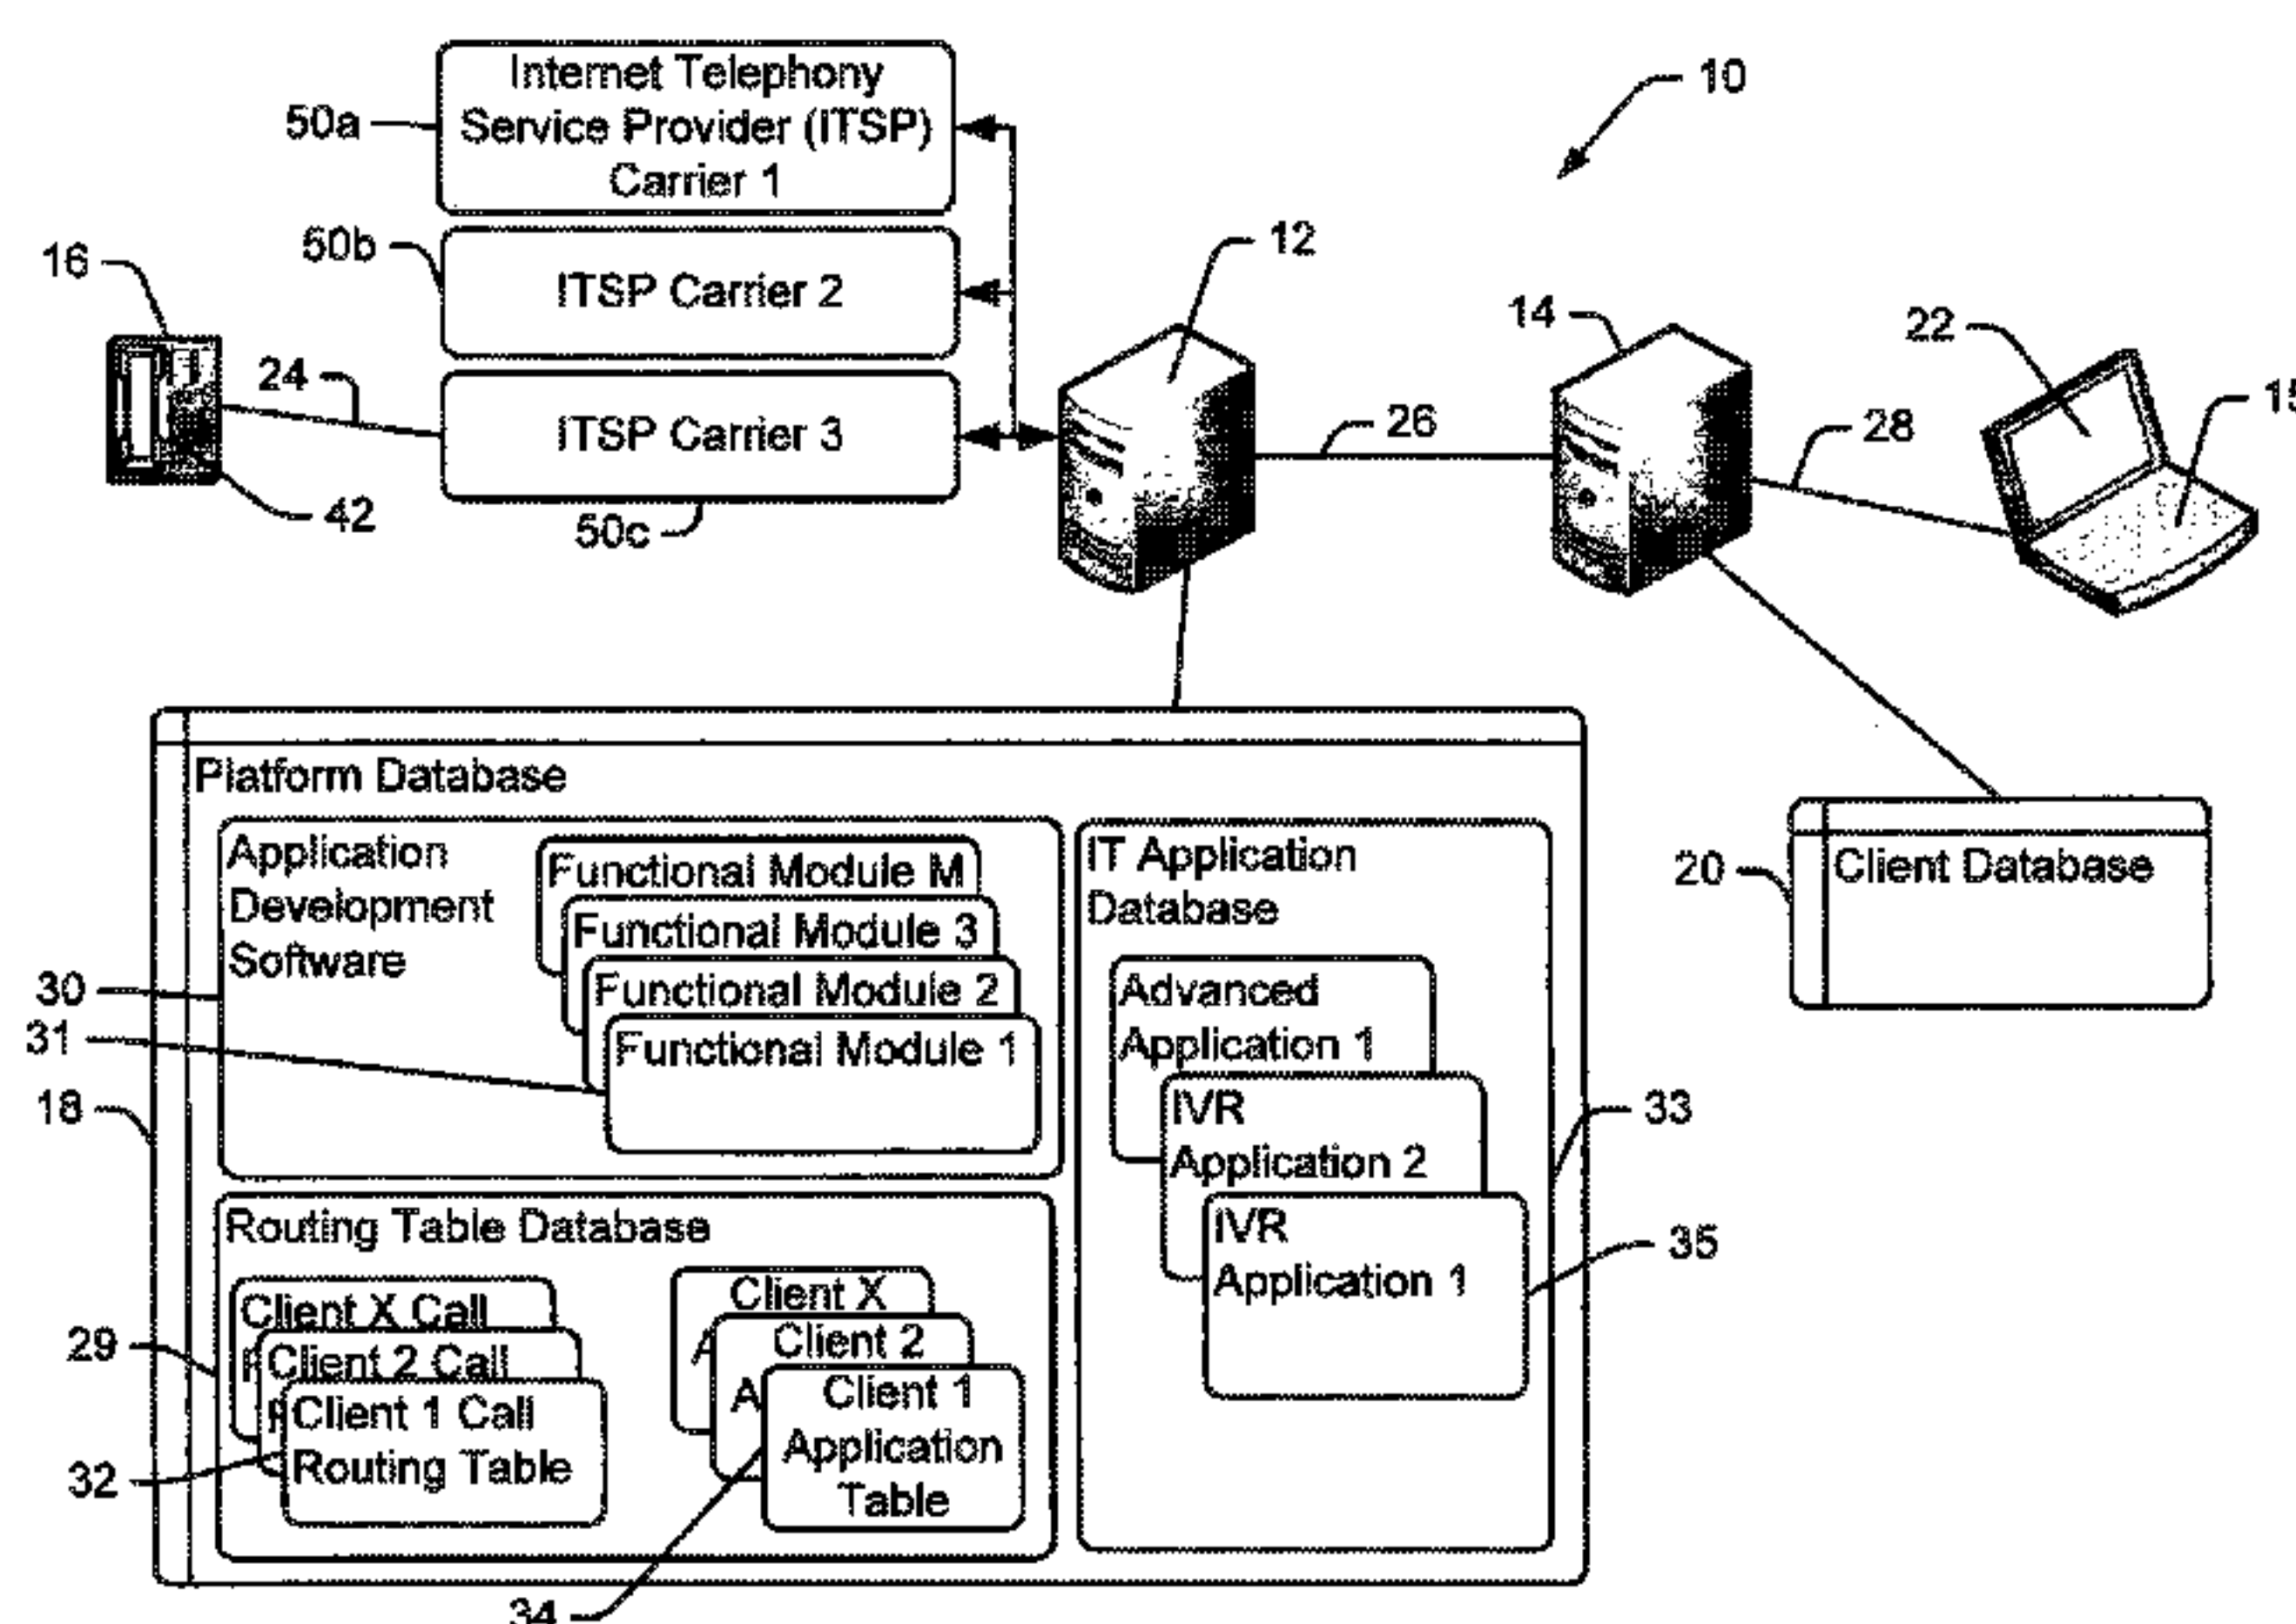 Internet Telephony
Service Provider (ITSP)
Carrier 1
50a
10
50b
ITSP Carrier 2
12
16
14
22
24
ITSP Carrier 3
26
28
15
42
50c
Platform Database
Application
Development
Software
Functional Module M
Functional Module 3
Functional Module 2
Functional Module 1
IT Application
Database
Advanced
Application 1
IVR
Application 2
IVR
Application 1
20
Client Database
30
31
18
33
35
Routing Table Database
Client X Call
Client 2 Call
Client 1 Call
Routing Table
Client X
A
Client 2
A
Client 1
Application
Table
29
32
34